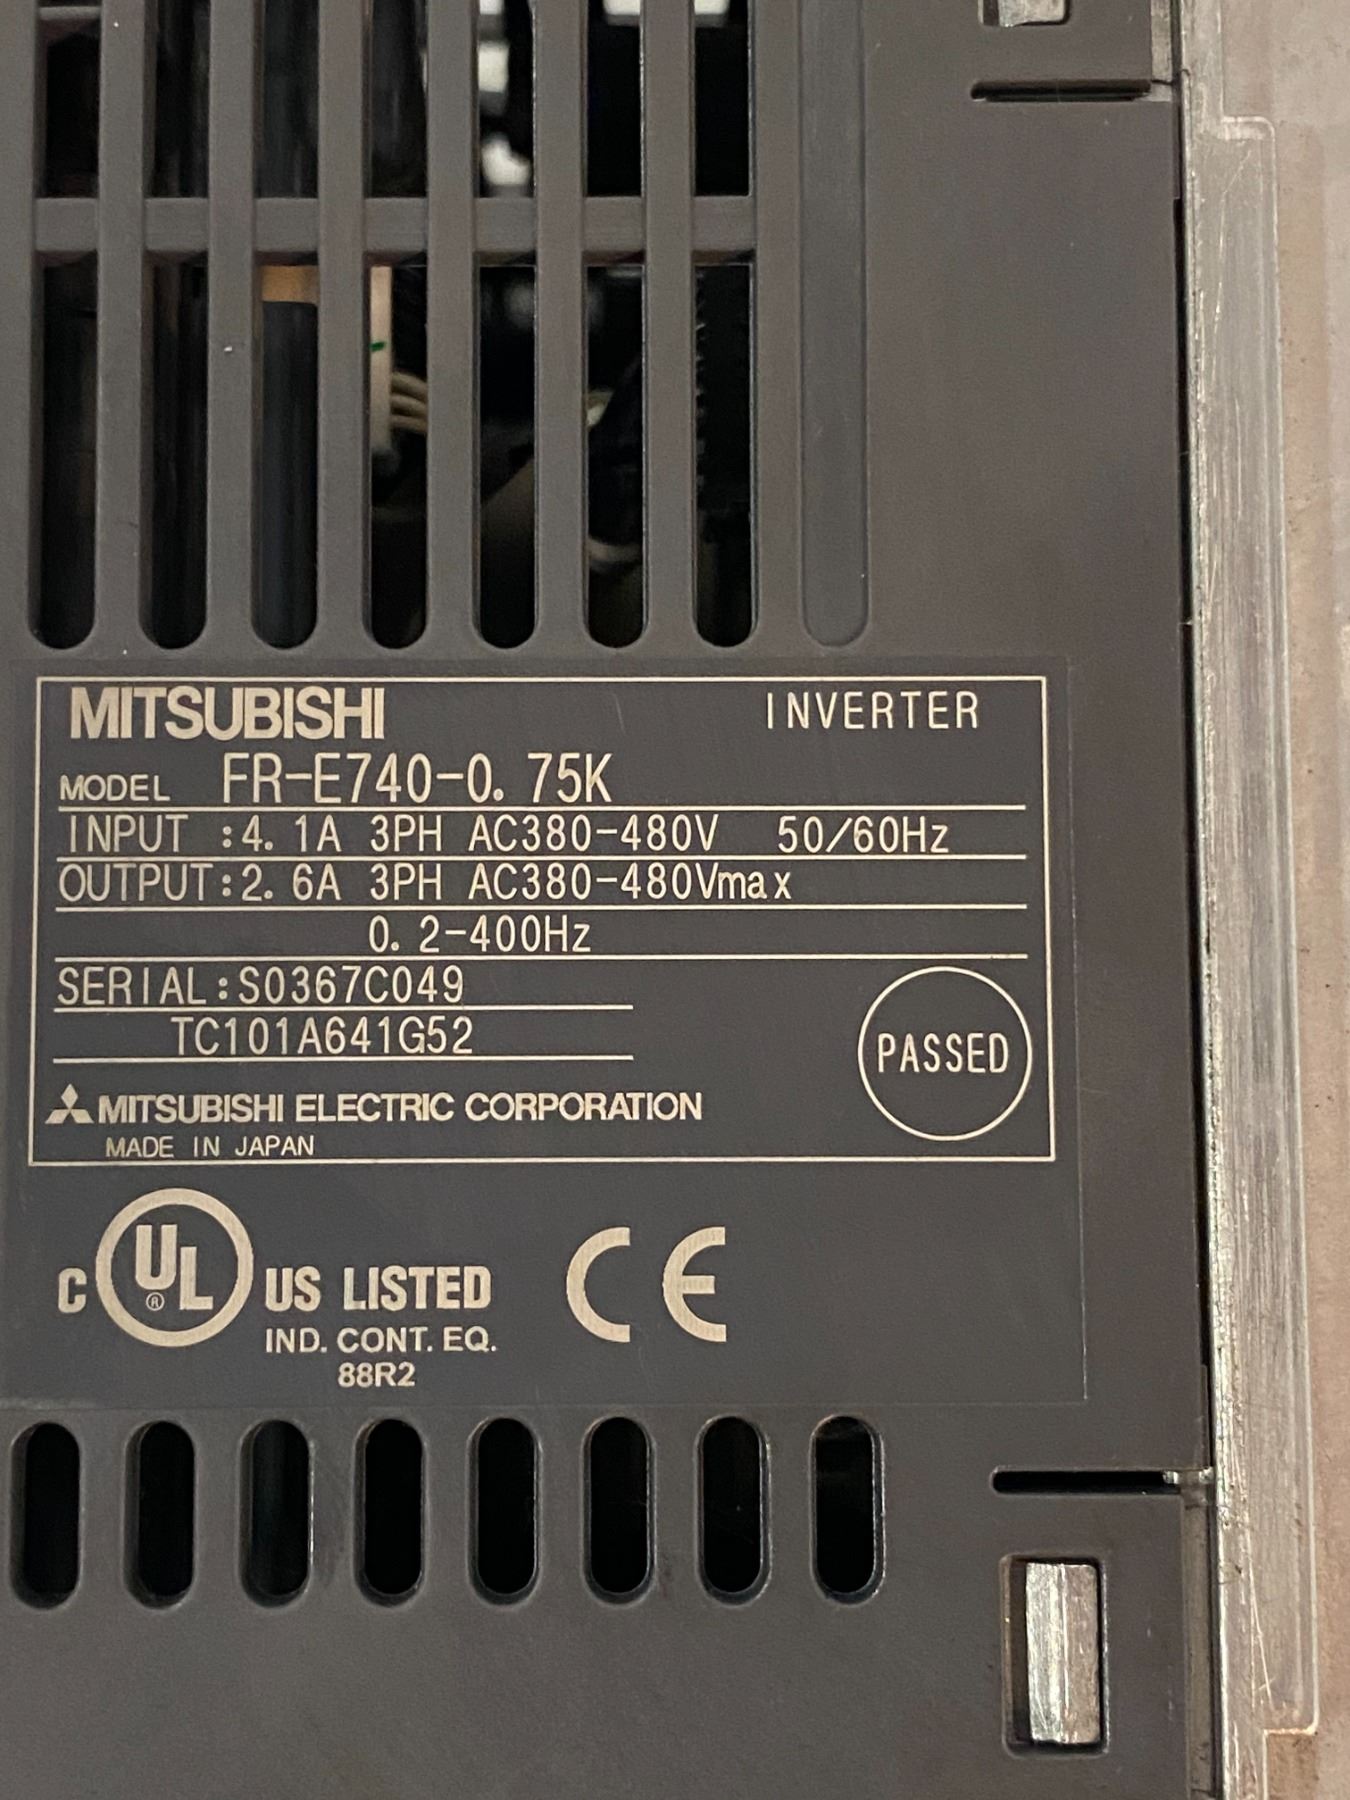 MITSUBISHI INVERTER
MODEL FR-E740-0.75K
INPUT :4.1A 3PH AC380-480V 50/60Hz
OUTPUT:2.6A 3PH AC380-480Vmax
0.2-400Hz
SERIAL:S0367C049
TC101A641G52
PASSED
MITSUBISHI ELECTRIC CORPORATION
MADE IN JAPAN
C UL ® US LISTED CE
IND. CONT. EQ.
88R2